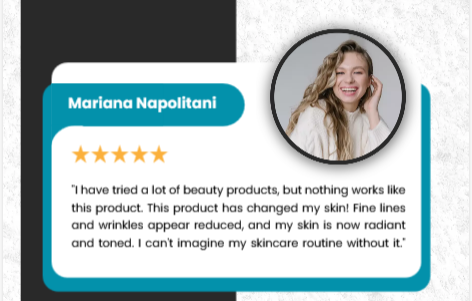 Mariana Napolitani
"I have tried a lot of beauty products, but nothing works like
this product. This product has changed my skin! Fine lines
and wrinkles appear reduced, and my skin is now radiant
and toned. I can't imagine my skincare routine without it."